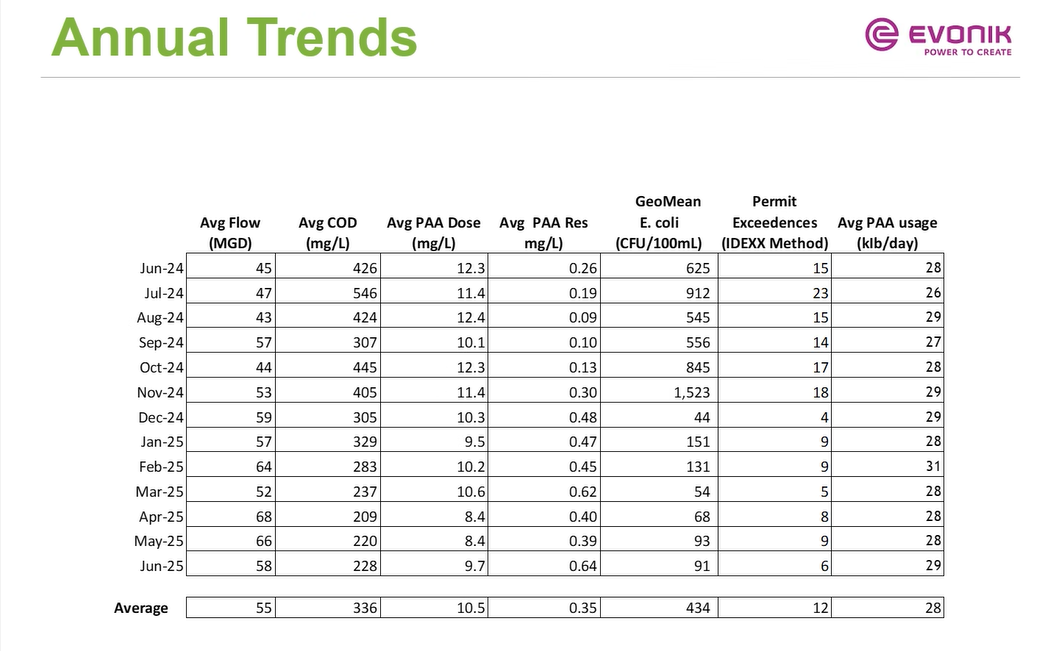 Annual Trends
EVONIK
POWER TO CREATE
GeoMean Permit
Avg Flow Avg COD Avg PAA Dose Avg PAA Res E. coli Exceedences Avg PAA usage
(MGD) (mg/L) (mg/L) mg/L) (CFU/100mL) (IDEXX Method) (klb/day)
Jun-24 45 426 12.3 0.26 625 15 28
Jul-24 47 546 11.4 0.19 912 23 26
Aug-24 43 424 12.4 0.09 545 15 29
Sep-24 57 307 10.1 0.10 556 14 27
Oct-24 44 445 12.3 0.13 845 17 28
Nov-24 53 405 11.4 0.30 1,523 18 29
Dec-24 59 305 10.3 0.48 44 4 29
Jan-25 57 329 9.5 0.47 151 9 28
Feb-25 64 283 10.2 0.45 131 9 31
Mar-25 52 237 10.6 0.62 54 5 28
Apr-25 68 209 8.4 0.40 68 8 28
May-25 66 220 8.4 0.39 93 9 28
Jun-25 58 228 9.7 0.64 91 6 29
Average 55 336 10.5 0.35 434 12 28